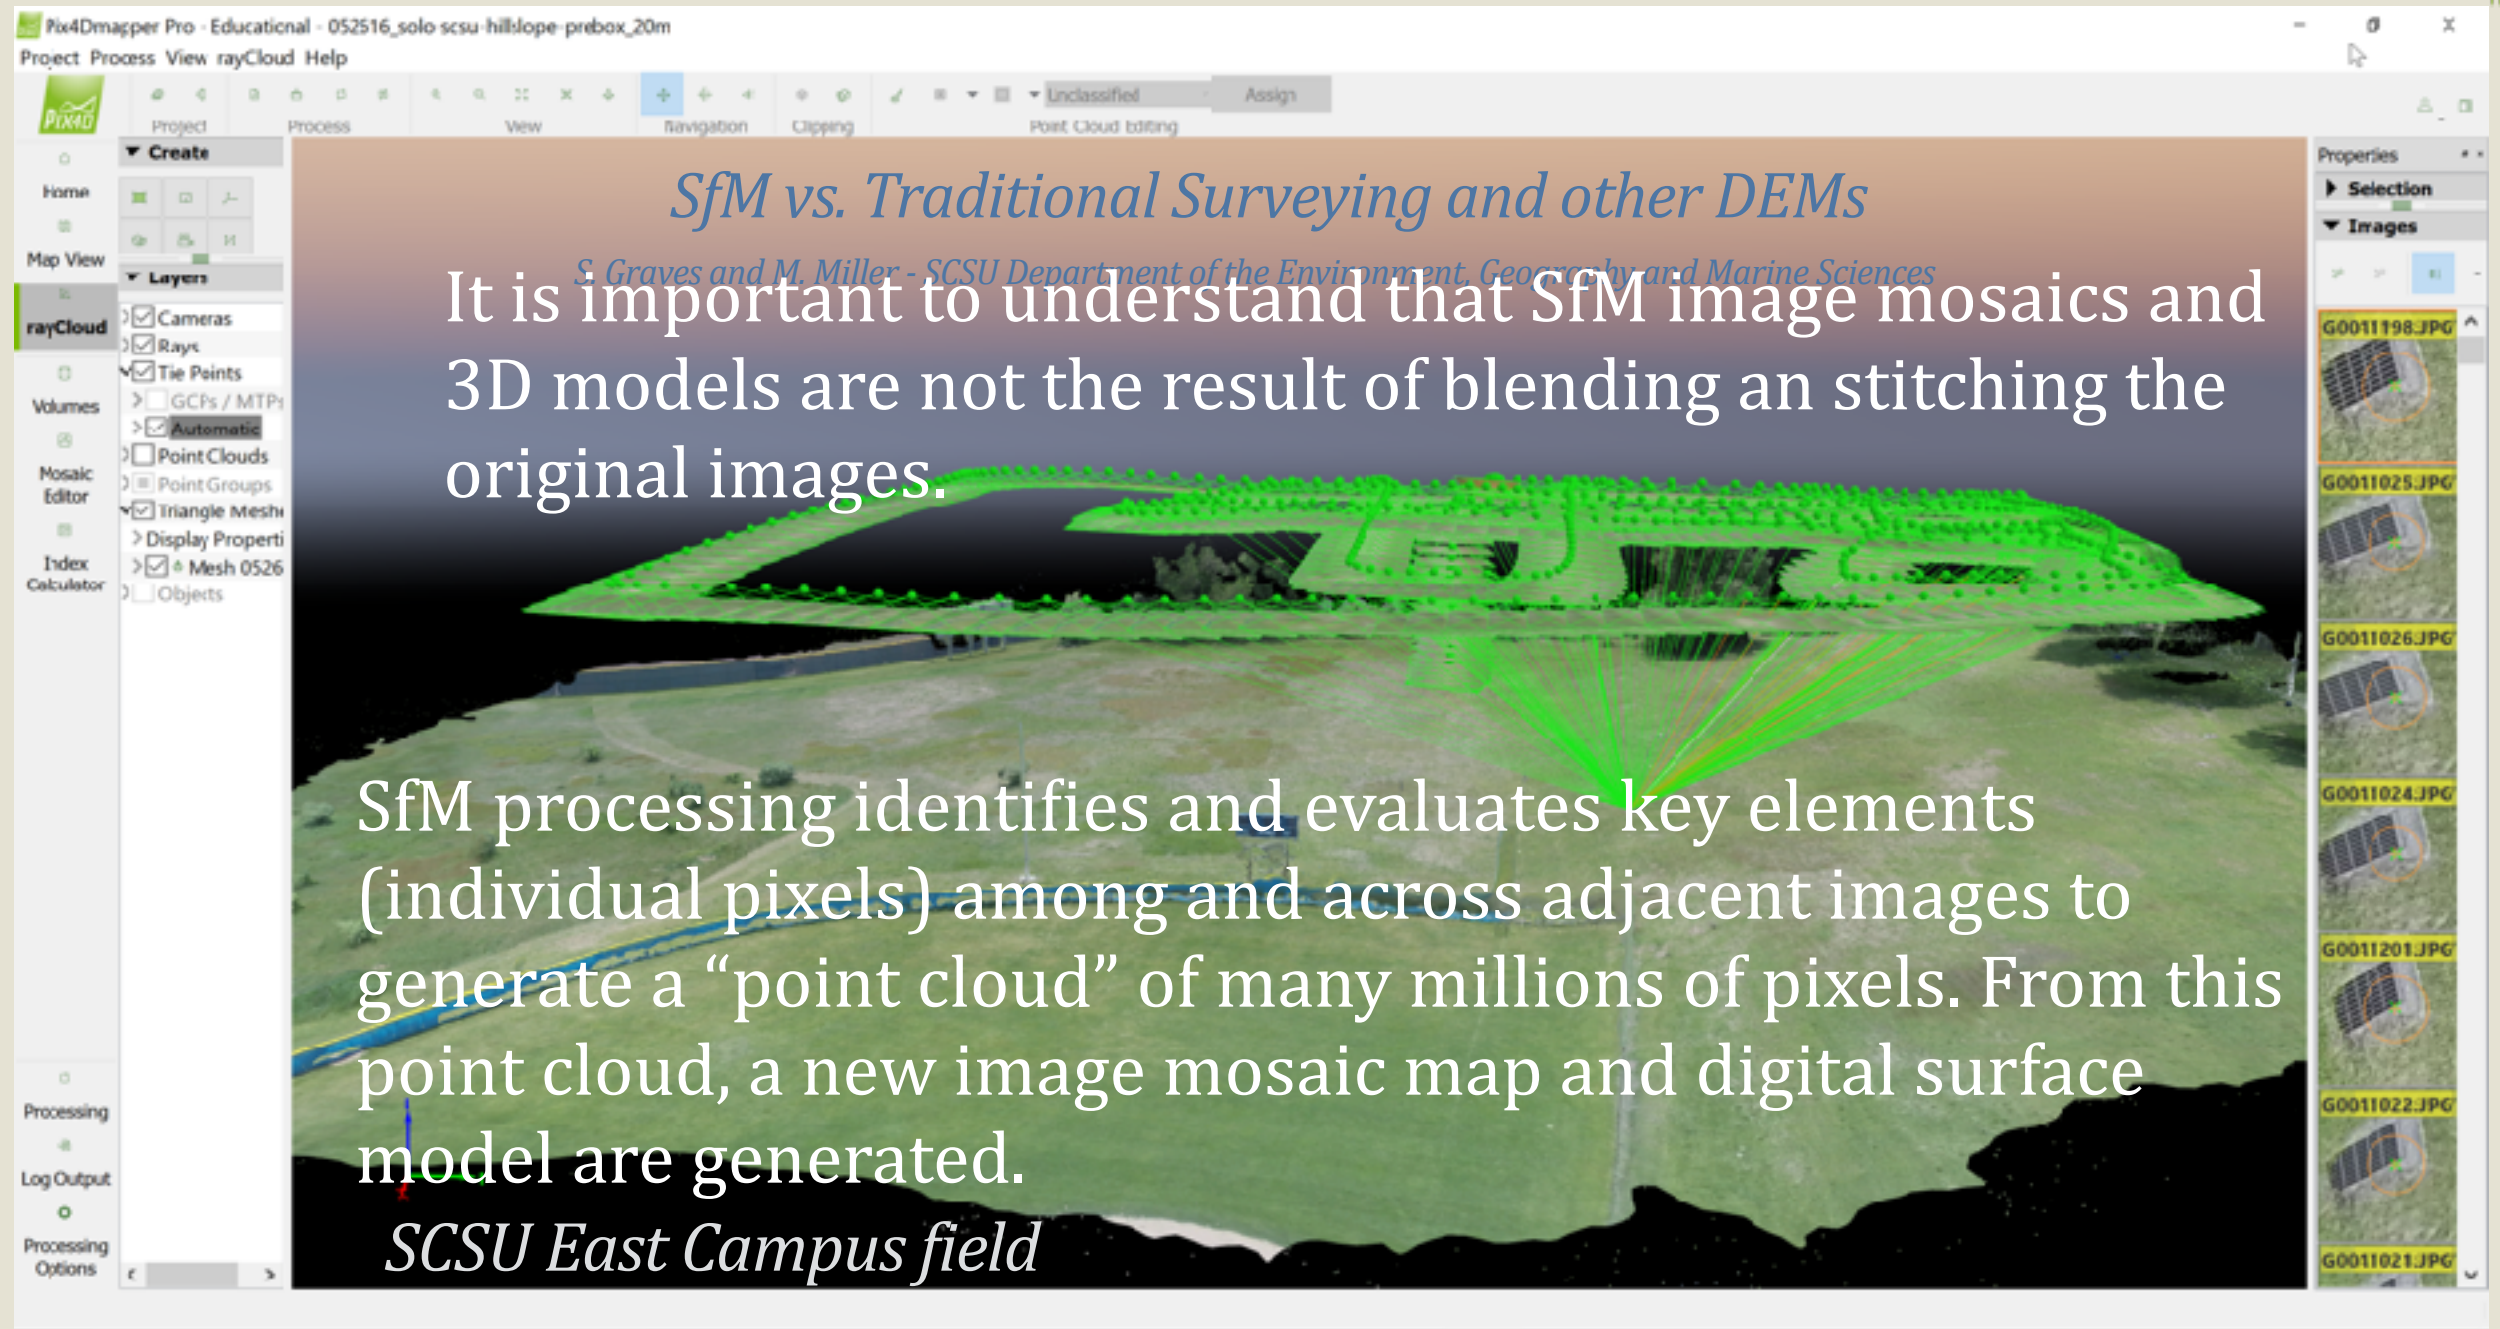 Pix4Dmapper Pro - Educational - 052516_solo scsu-hillslope-prebox_20m
Project Process View rayCloud Help
PIX4D
Project
Process
View
Navigation
Clipping
Unclassified
Assign
Point Cloud Editing
Home
Map View
rayCloud
Volumes
Mosaic
Editor
Index
Calculator
Processing
Log Output
Processing
Options
Create
Layers
Cameras
Rays
Tie Points
GCPs / MTPs
Automatic
Point Clouds
Point Groups
Triangle Meshe
Display Properti
Mesh 0526
Objects
SfM vs. Traditional Surveying and other DEMs
S. Graves and M. Miller - SCSU Department of the Environment, Geography and Marine Sciences
It is important to understand that SfM image mosaics and
3D models are not the result of blending an stitching the
original images.
SfM processing identifies and evaluates key elements
(individual pixels) among and across adjacent images to
generate a “point cloud” of many millions of pixels. From this
point cloud, a new image mosaic map and digital surface
model are generated.
SCSU East Campus field
Properties
Selection
Images
G0011198.JPG
G0011025.JPG
G0011026.JPG
G0011024.JPG
G0011201.JPG
G0011022.JPG
G0011021.JPG